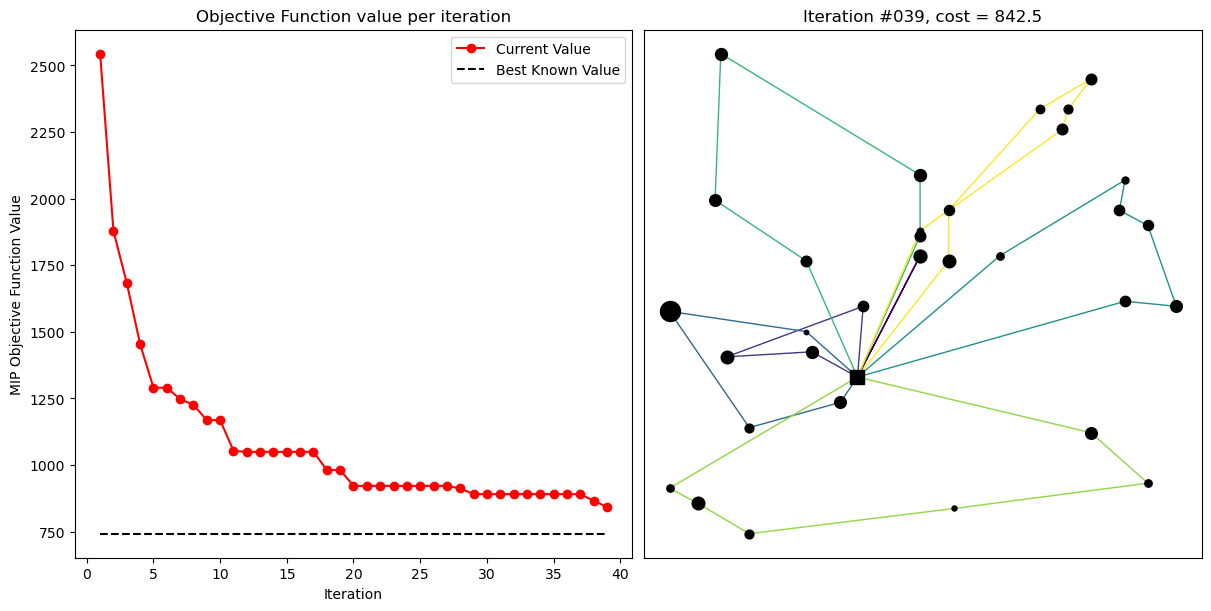 Objective Function value per iteration
Iteration #039, cost = 842.5
Current Value
Best Known Value
MIP Objective Function Value
2500
2250
2000
1750
1500
1250
1000
750
0 5 10 15 20 25 30 35 40
Iteration